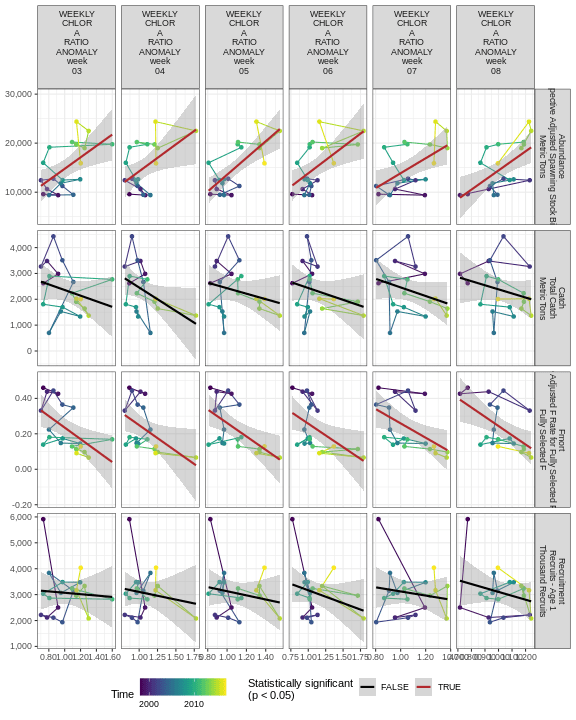 WEEKLY
CHLOR
A
RATIO
ANOMALY
week
03
WEEKLY
CHLOR
A
RATIO
ANOMALY
week
04
WEEKLY
CHLOR
A
RATIO
ANOMALY
week
05
WEEKLY
CHLOR
A
RATIO
ANOMALY
week
06
WEEKLY
CHLOR
A
RATIO
ANOMALY
week
07
WEEKLY
CHLOR
A
RATIO
ANOMALY
week
08
30,000
20,000
10,000
Abundance
Adjusted Spawning Stock
Metric Tons
4,000
3,000
2,000
1,000
0
Catch
Total Catch
Metric Tons
0.40
0.20
0.00
-0.20
Fmort
Adjusted F Rate for Fully Selected
Fully Selected F
6,000
5,000
4,000
3,000
2,000
1,000
Recruitment
Recruits - Age 1
Thousand Recruits
0.80 1.00 1.20 1.40 1.60
1.00 1.25 1.50
0.80 1.00 1.20 1.40
1.00 1.25 1.50
0.80 1.00 1.20
Time
2000 2010
Statistically significant
(p < 0.05)
FALSE TRUE